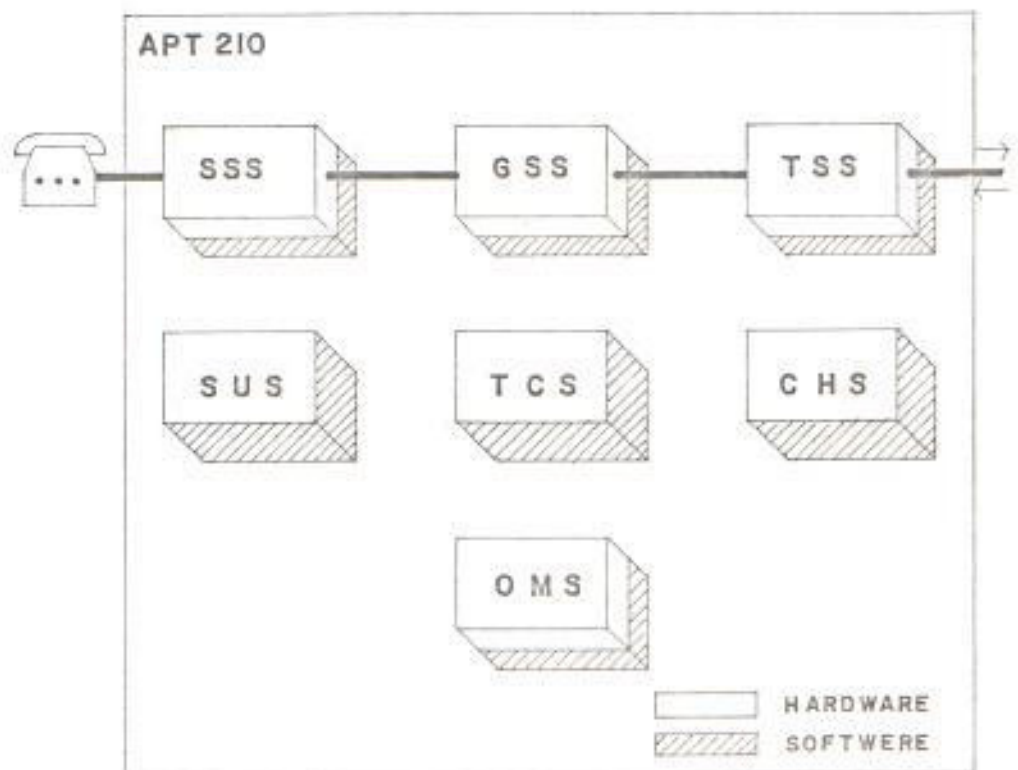 APT 210
SSS GSS TSS
SUS TCS CHS
OMS
HARDWARE
SOFTWERE